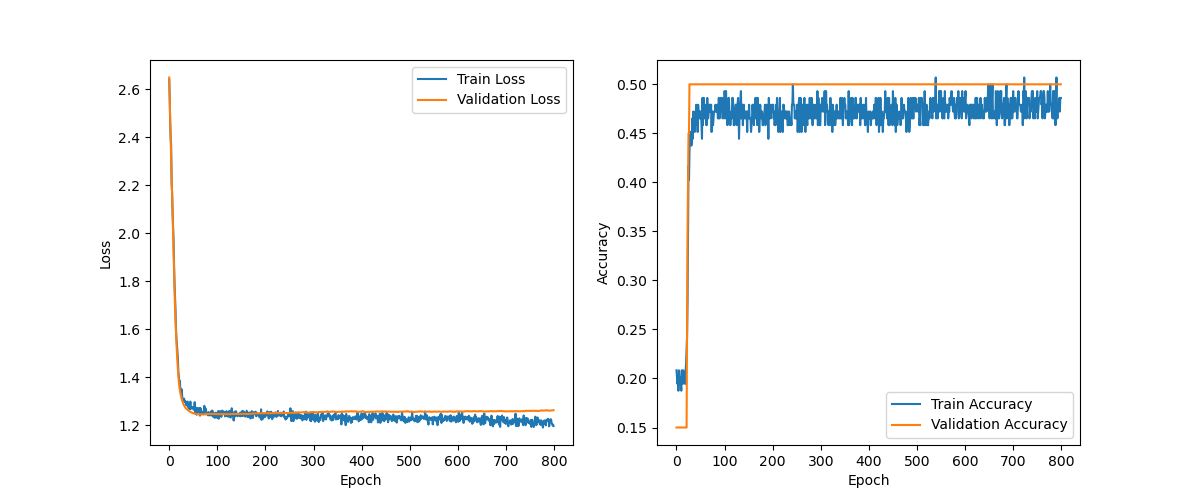 2.6
2.4
2.2
2.0
1.8
1.6
1.4
1.2
Loss
0 100 200 300 400 500 600 700 800
Epoch
Train Loss
Validation Loss
0.50
0.45
0.40
0.35
0.30
0.25
0.20
0.15
Accuracy
0 100 200 300 400 500 600 700 800
Epoch
Train Accuracy
Validation Accuracy